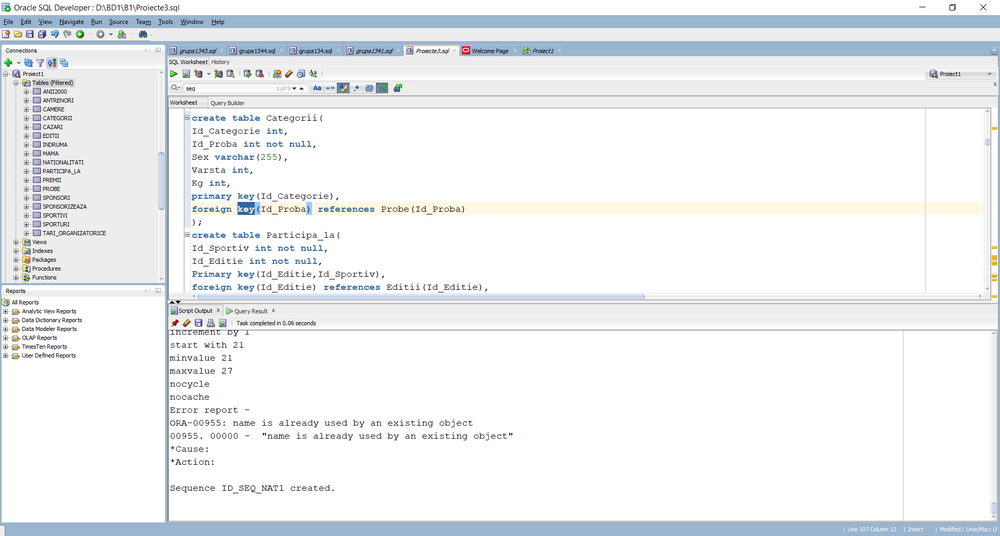 Oracle SQL Developer : D:\BD1\B1\Proiecte3.sql
File Edit View Navigate Run Source Team Tools Window Help
Connections
Proiect1
Tables (Filtered)
ANII2000
ANTRENORI
CAMERE
CATEGORII
CAZARI
EDITII
INDRUMA
MAMA
NATIONALITATI
PARTICIPA_LA
PREMII
PROBE
SPONSORI
SPONSORIZEAZA
SPORTIVI
SPORTURI
TARI_ORGANIZATORICE
Views
Indexes
Packages
Procedures
Functions
Reports
All Reports
Analytic View Reports
Data Dictionary Reports
Data Modeler Reports
OLAP Reports
TimesTen Reports
User Defined Reports
grupa1343.sql grupa1344.sql grupa134.sql grupa1341.sql Proiecte3.sql Welcome Page Proiect1
SQL Worksheet History
Proiect1
seq 1 of 9
Worksheet Query Builder
create table Categorii(
Id_Categorie int,
Id_Proba int not null,
Sex varchar(255),
Varsta int,
Kg int,
primary key(Id_Categorie),
foreign key(Id_Proba) references Probe(Id_Proba)
);
create table Participa_la(
Id_Sportiv int not null,
Id_Editie int not null,
Primary key(Id_Editie,Id_Sportiv),
foreign key(Id_Editie) references Editii(Id_Editie),
Script Output Query Result
Task completed in 0.06 seconds
increment by 1
start with 21
minvalue 21
maxvalue 27
nocycle
nocache
Error report -
ORA-00955: name is already used by an existing object
00955. 00000 - "name is already used by an existing object"
*Cause:
*Action:
Sequence ID_SEQ_NAT1 created.
Line 107 Column 12 Insert Modified Unix/Mac: LF